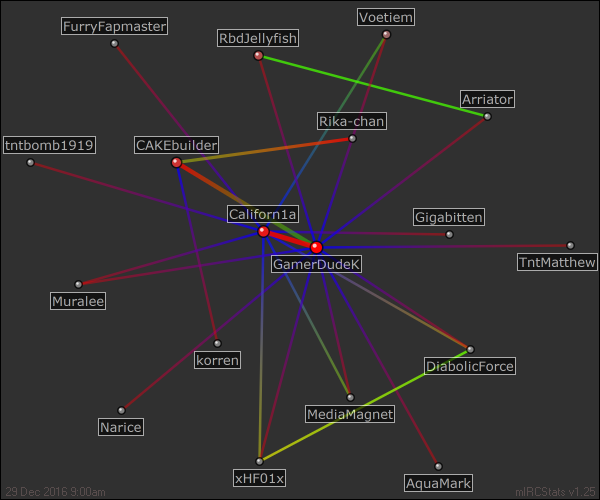 FurryFapmaster
RbdJellyfish
Voetiem
Arriator
Rika-chan
tntbomb1919
CAKEbuilder
Californ1a
Gigabitten
GamerDudeK
TntMatthew
Muralee
korren
DiabolicForce
MediaMagnet
Narice
xHF01x
AquaMark
29 Dec 2016 9:00am
mIRCStats v1.25